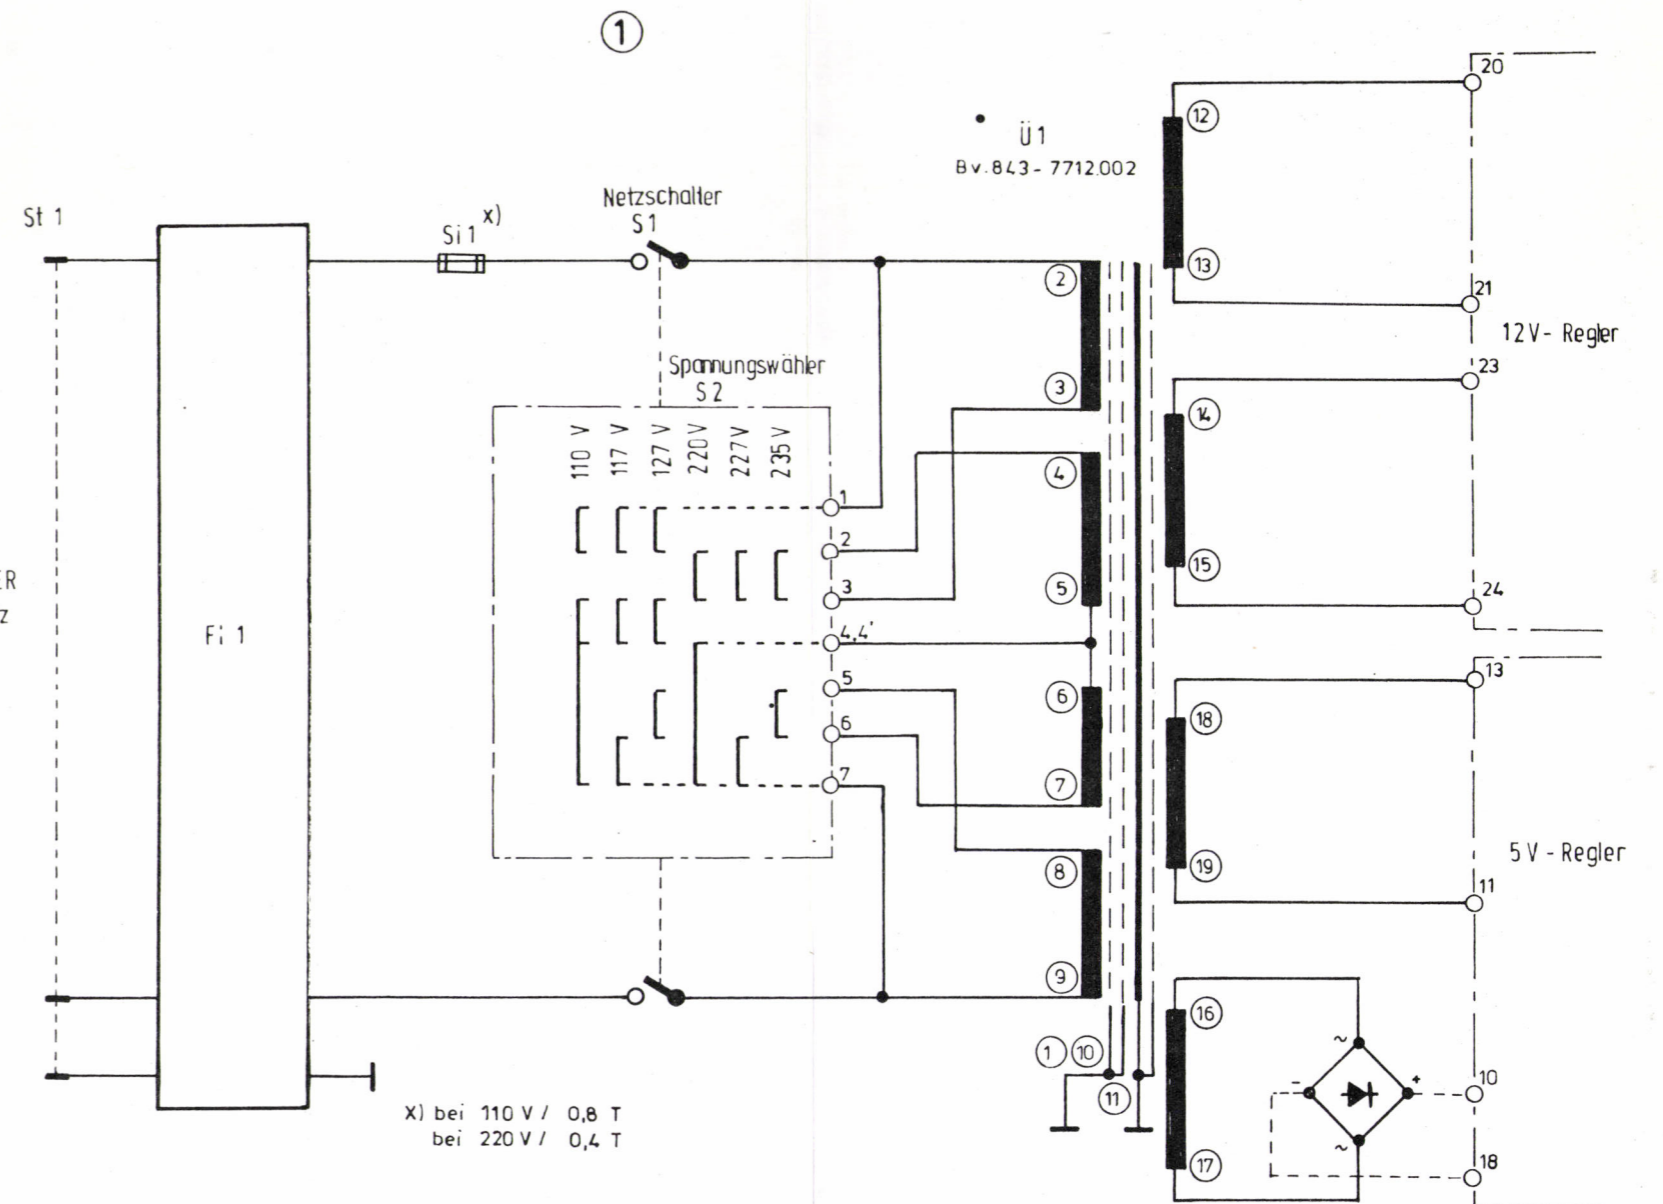 1
20
12
Ü 1
Bv. 843 - 7712.002
Netzschalter
S 1
St 1
Si 1 x)
13
2
21
12 V - Regler
Spannungswähler
S 2
3
23
14
110 V
117 V
127 V
220 V
227 V
235 V
4
1
2
15
5
3
24
ER
z
Fi 1
4,4'
13
5
6
18
6
7
7
19
5 V - Regler
8
11
9
16
1
10
~
-
+
10
11
x) bei 110 V / 0,8 T
bei 220 V / 0,4 T
~
17
18